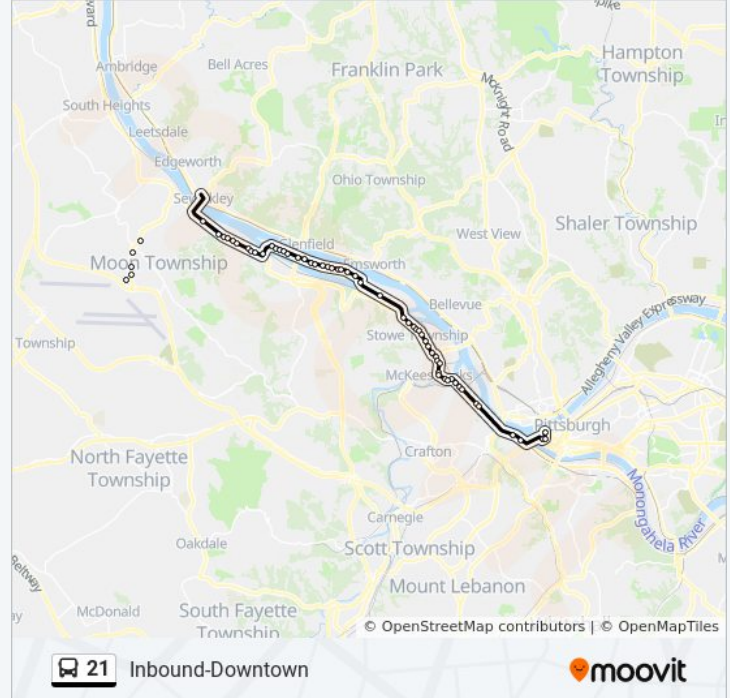 Hampton
Township
Franklin Park
Bell Acres
Ambridge
McKnight Road
South Heights
Leetsdale
Edgeworth
Ohio Township
Shaler Township
West View
Glenfield
Moon Township
Emsworth
Bellevue
Allegheny Valley Expressway
Stowe Township
Township
Pittsburgh
Crafton
North Fayette
Township
Monongahela River
Carnegie
Oakdale
Scott Township
Mount Lebanon
Beltway
McDonald
South Fayette
Township
© OpenStreetMap contributors | © OpenMapTiles
21 Inbound-Downtown
moovit